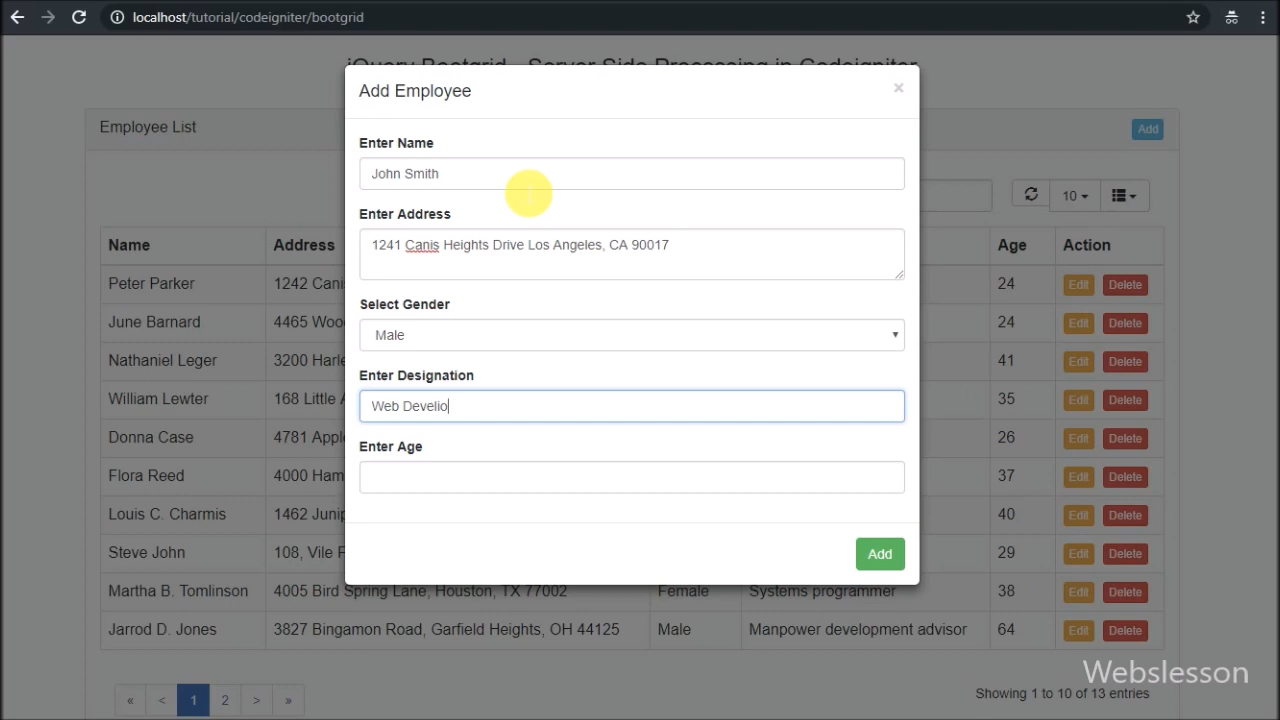 localhost/tutorial/codeigniter/bootgrid
jQuery Bootgrid - Server Side Processing in Codeigniter
Employee List
Add
Add Employee
×
Enter Name
John Smith
Enter Address
1241 Canis Heights Drive Los Angeles, CA 90017
Select Gender
Male
Enter Designation
Web Develio
Enter Age
Add
10
Name Address Age Action
Peter Parker 1242 Cani 24 Edit Delete
June Barnard 4465 Woo 24 Edit Delete
Nathaniel Leger 3200 Harle 41 Edit Delete
William Lewter 168 Little A 35 Edit Delete
Donna Case 4781 Appl 26 Edit Delete
Flora Reed 4000 Ham 37 Edit Delete
Louis C. Charmis 1462 Junip 40 Edit Delete
Steve John 108, Vile F 29 Edit Delete
Martha B. Tomlinson 4005 Bird Spring Lane, Houston, TX 77002 Female Systems programmer 38 Edit Delete
Jarrod D. Jones 3827 Bingamon Road, Garfield Heights, OH 44125 Male Manpower development advisor 64 Edit Delete
« < 1 2 > »
Showing 1 to 10 of 13 entries
Webslesson